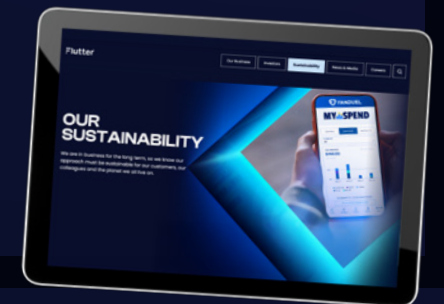 Flutter
Our Business Investors Sustainability News & Media Careers
OUR
SUSTAINABILITY
We are in business for the long term, so we know our
approach must be sustainable for our customers, our
colleagues and the planet we all live on.
FANDUEL
MY SPEND